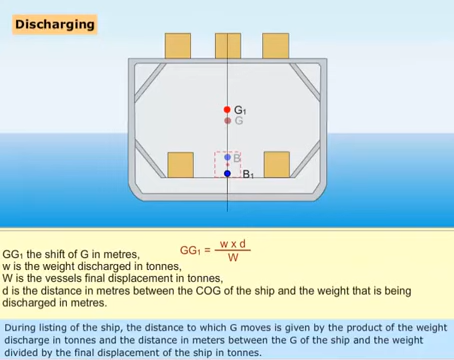 Discharging
G1
G
B
B1
GG1 the shift of G in metres,
GG1 = w x d / W
w is the weight discharged in tonnes,
W is the vessels final displacement in tonnes,
d is the distance in metres between the COG of the ship and the weight that is being
discharged in metres.
During listing of the ship, the distance to which G moves is given by the product of the weight
discharge in tonnes and the distance in meters between the G of the ship and the weight
divided by the final displacement of the ship in tonnes.